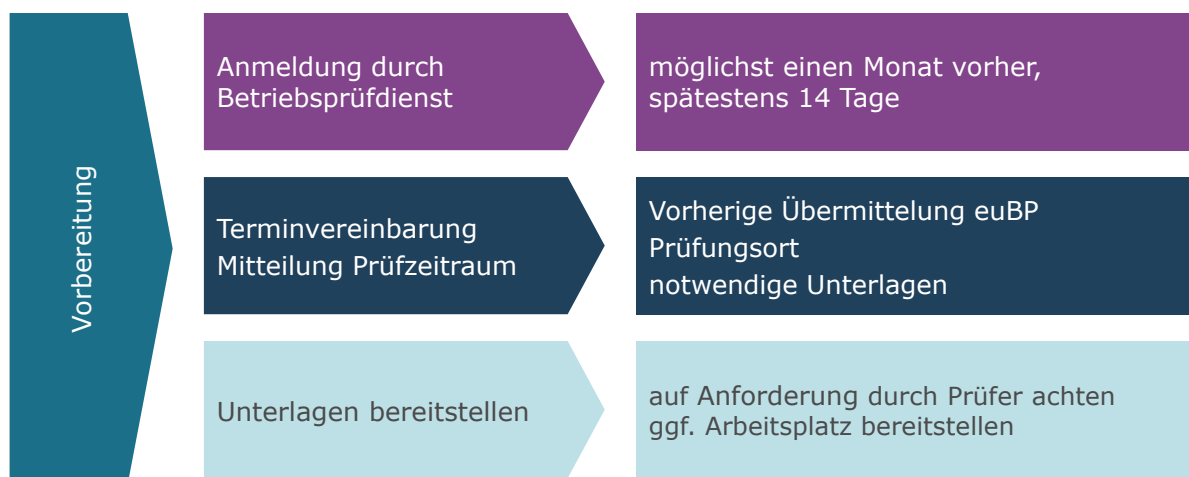 Vorbereitung
Anmeldung durch
Betriebsprüfdienst
möglichst einen Monat vorher,
spätestens 14 Tage
Terminvereinbarung
Mitteilung Prüfzeitraum
Vorherige Übermittelung euBP
Prüfungsort
notwendige Unterlagen
Unterlagen bereitstellen
auf Anforderung durch Prüfer achten
ggf. Arbeitsplatz bereitstellen